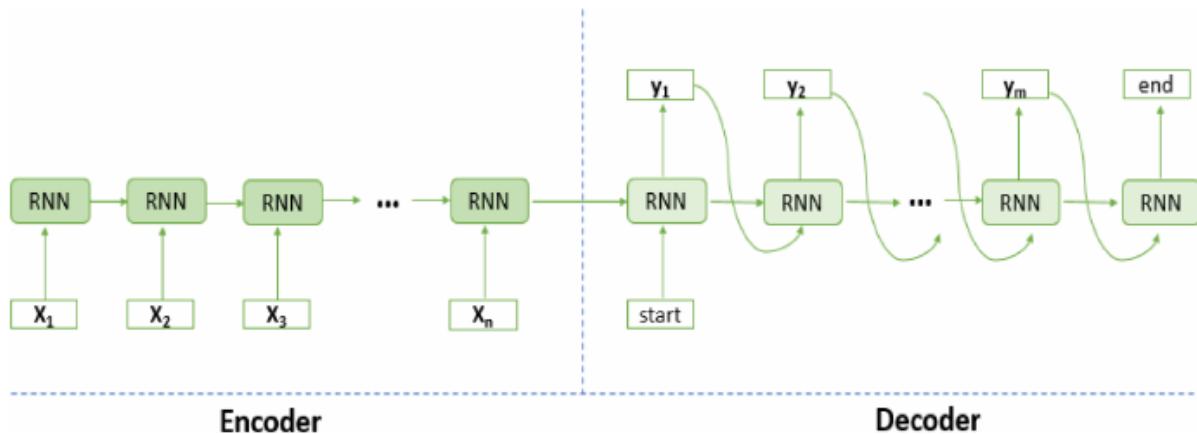 y₁ y₂ yₘ end
RNN RNN RNN ... RNN RNN RNN ... RNN RNN
X₁ X₂ X₃ Xₙ start
Encoder Decoder